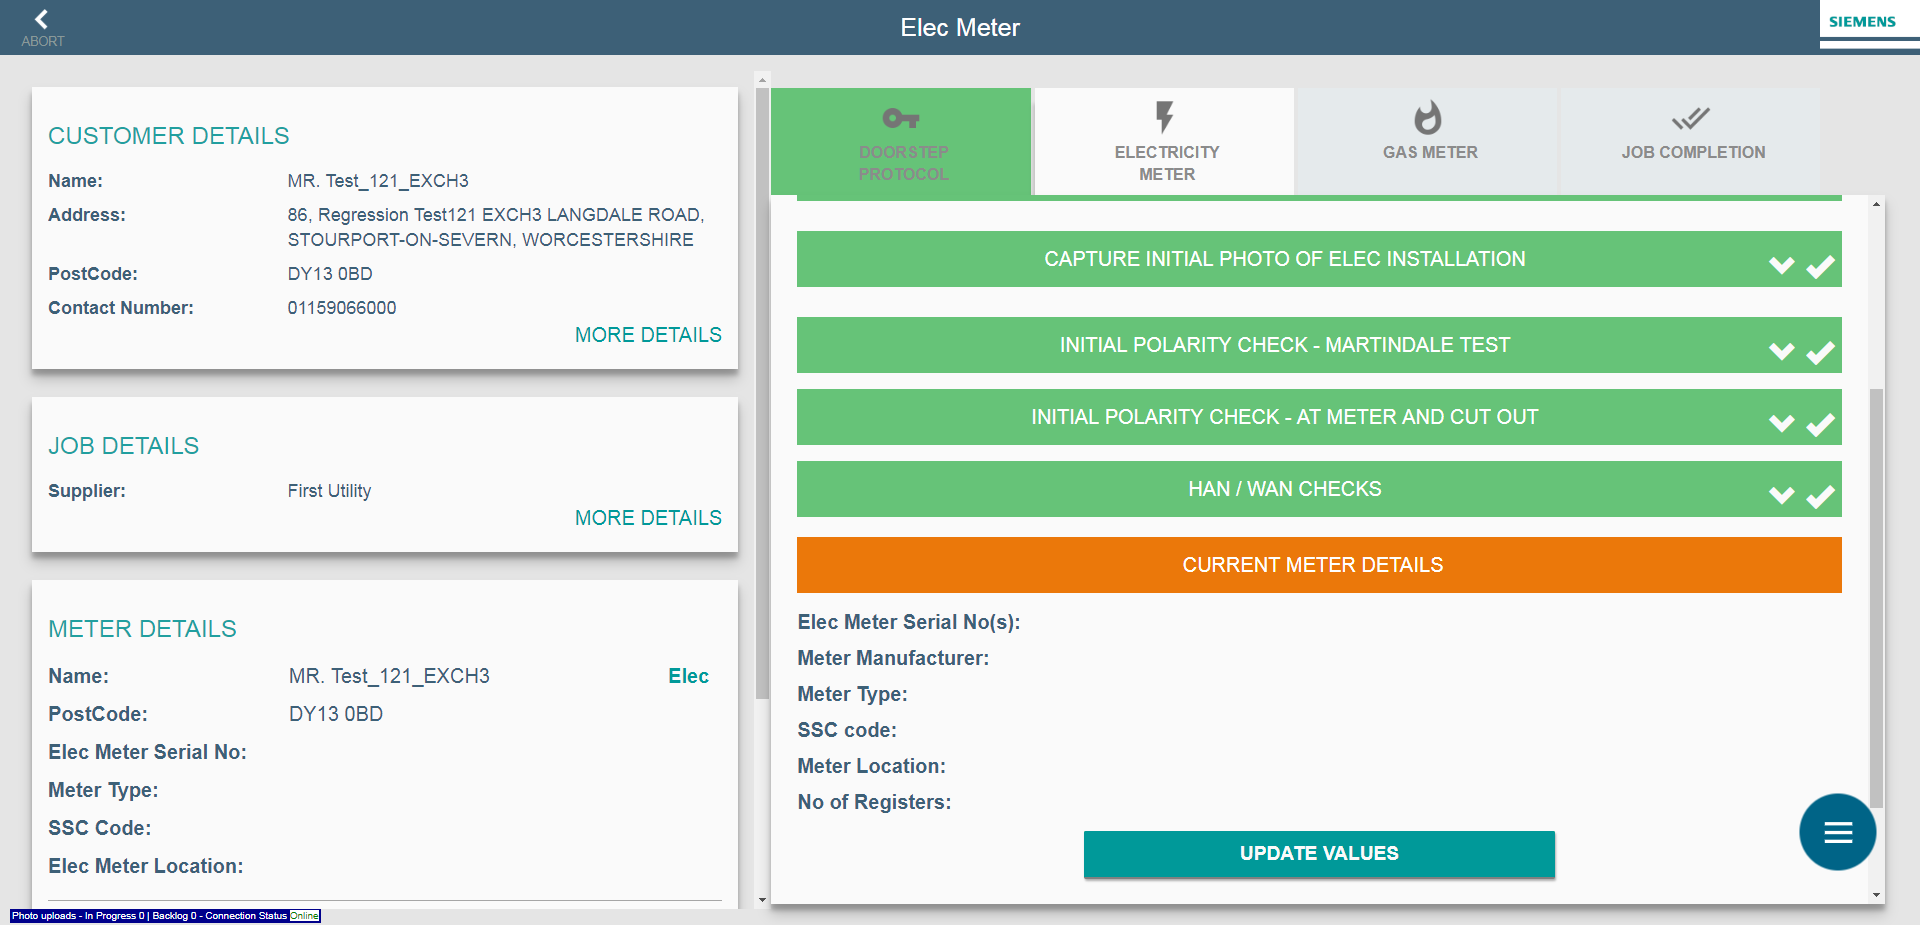 ABORT
Elec Meter
SIEMENS
CUSTOMER DETAILS
Name: MR. Test_121_EXCH3
Address: 86, Regression Test121 EXCH3 LANGDALE ROAD,
STOURPORT-ON-SEVERN, WORCESTERSHIRE
PostCode: DY13 0BD
Contact Number: 01159066000
MORE DETAILS
JOB DETAILS
Supplier: First Utility
MORE DETAILS
METER DETAILS
Name: MR. Test_121_EXCH3 Elec
PostCode: DY13 0BD
Elec Meter Serial No:
Meter Type:
SSC Code:
Elec Meter Location:
DOORSTEP
PROTOCOL
ELECTRICITY
METER
GAS METER
JOB COMPLETION
CAPTURE INITIAL PHOTO OF ELEC INSTALLATION
INITIAL POLARITY CHECK - MARTINDALE TEST
INITIAL POLARITY CHECK - AT METER AND CUT OUT
HAN / WAN CHECKS
CURRENT METER DETAILS
Elec Meter Serial No(s):
Meter Manufacturer:
Meter Type:
SSC code:
Meter Location:
No of Registers:
UPDATE VALUES
Photo uploads - In Progress 0 | Backlog 0 - Connection Status Online